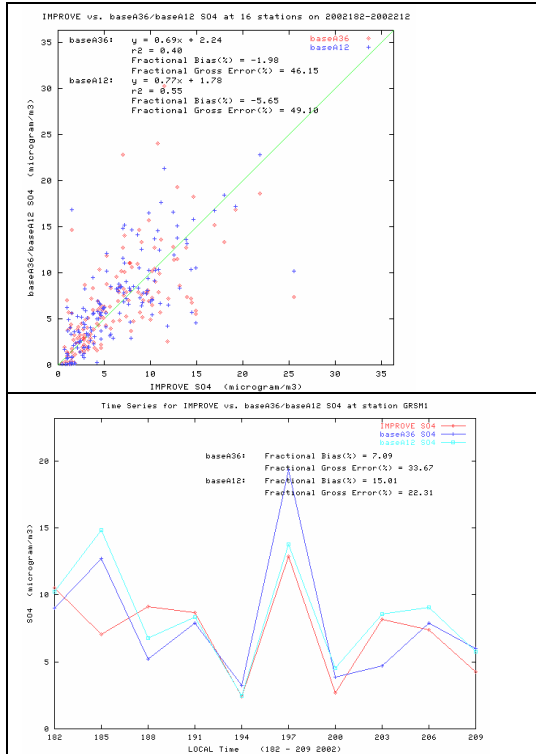 IMPROVE vs. baseA36/baseA12 SO4 at 16 stations on 2002182-2002212
baseA36: y = 0.69x + 2.24
r2 = 0.40
Fractional Bias(%) = -1.98
Fractional Gross Error(%) = 46.15
baseA12: y = 0.77x + 1.78
r2 = 0.55
Fractional Bias(%) = -5.65
Fractional Gross Error(%) = 49.10
baseA36
baseA12
baseA36/baseA12 SO4 (microgram/m3)
35
30
25
20
15
10
5
0
0 5 10 15 20 25 30 35
IMPROVE SO4 (microgram/m3)
Time Series for IMPROVE vs. baseA36/baseA12 SO4 at station GRSM1
IMPROVE SO4
baseA36 SO4
baseA12 SO4
baseA36: Fractional Bias(%) = 7.09
Fractional Gross Error(%) = 33.67
baseA12: Fractional Bias(%) = 15.01
Fractional Gross Error(%) = 22.31
SO4 (microgram/m3)
20
15
10
5
0
182 185 188 191 194 197 200 203 206 209
LOCAL Time (182 - 209 2002)